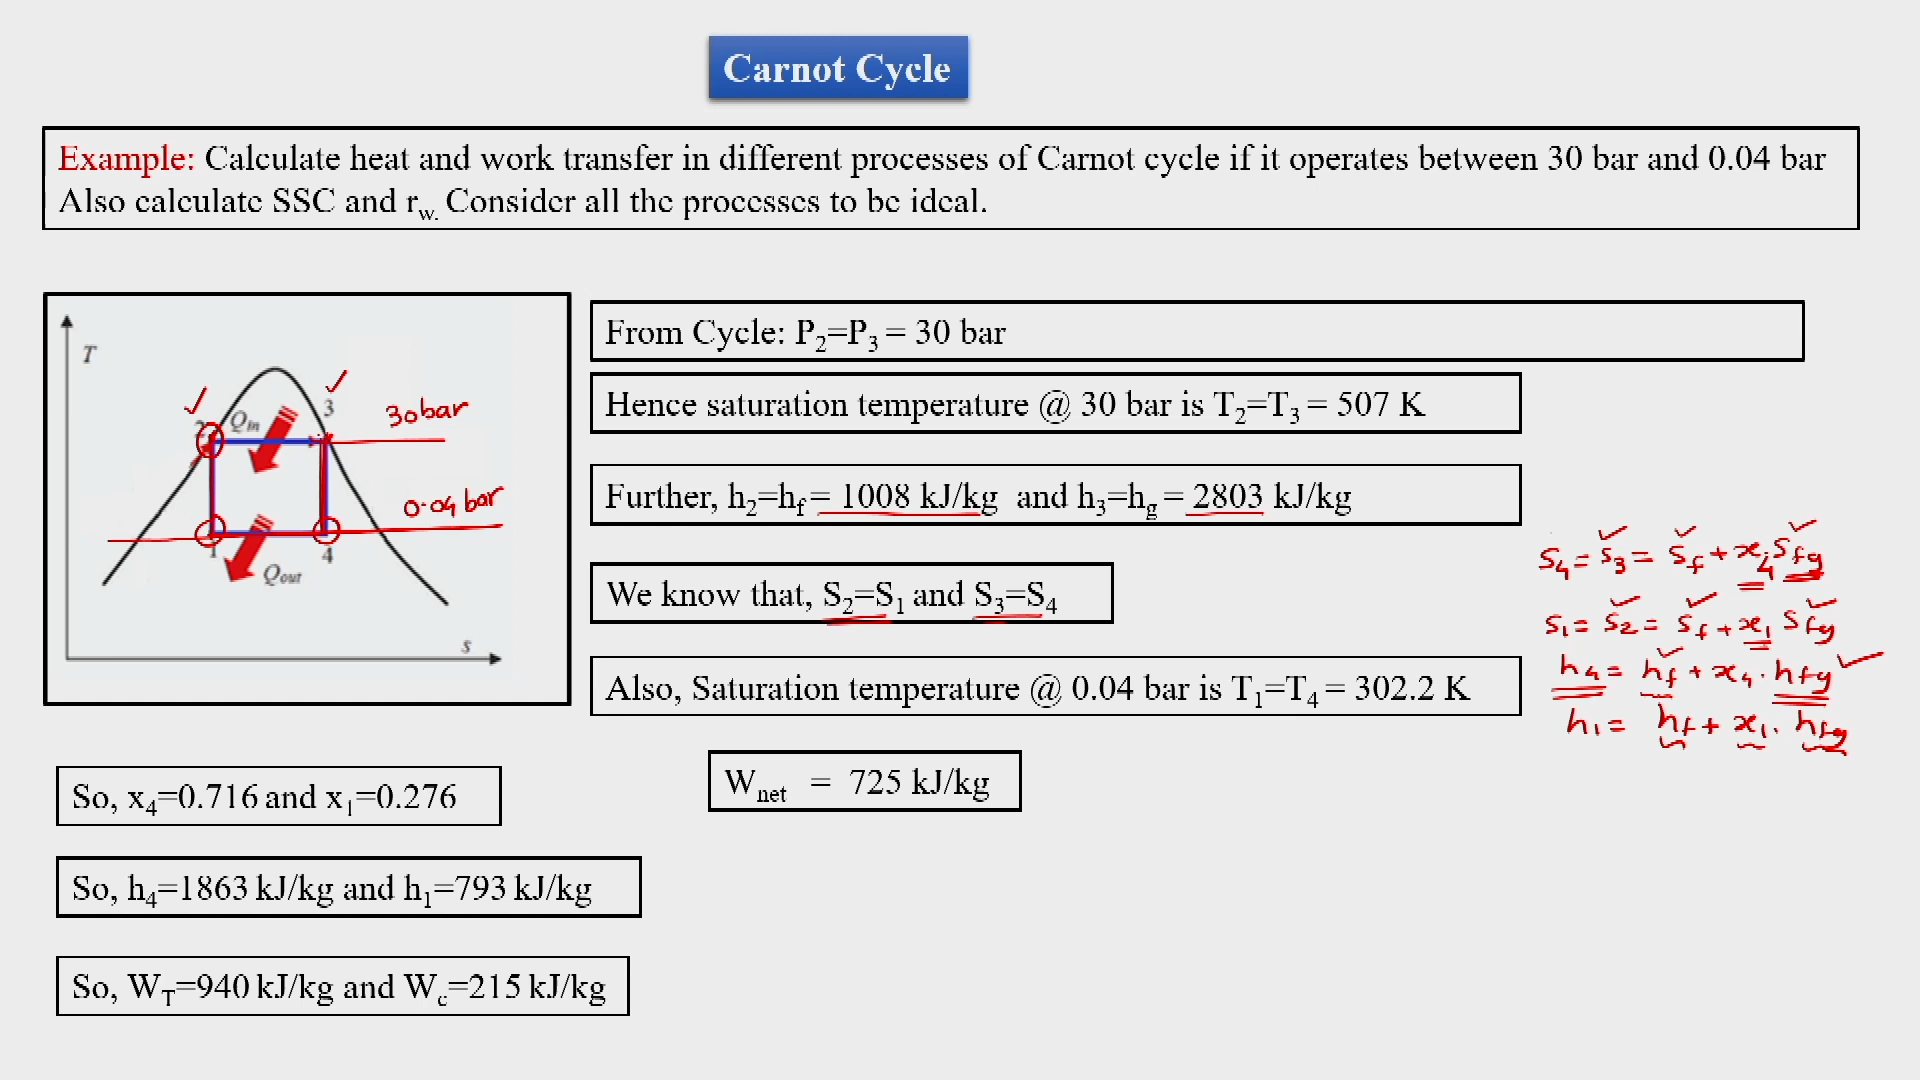 Carnot Cycle
Example: Calculate heat and work transfer in different processes of Carnot cycle if it operates between 30 bar and 0.04 bar
Also calculate SSC and rw. Consider all the processes to be ideal.
T
2
Qin
3
30 bar
0.04 bar
1
4
Qout
s
From Cycle: P2=P3 = 30 bar
Hence saturation temperature @ 30 bar is T2=T3 = 507 K
Further, h2=hf = 1008 kJ/kg and h3=hg = 2803 kJ/kg
We know that, S2=S1 and S3=S4
Also, Saturation temperature @ 0.04 bar is T1=T4 = 302.2 K
S4 = S3 = Sf + x4 Sfg
S1 = S2 = Sf + x1 Sfg
h4 = hf + x4 . hfg
h1 = hf + x1 . hfg
So, x4=0.716 and x1=0.276
Wnet = 725 kJ/kg
So, h4=1863 kJ/kg and h1=793 kJ/kg
So, WT=940 kJ/kg and Wc=215 kJ/kg